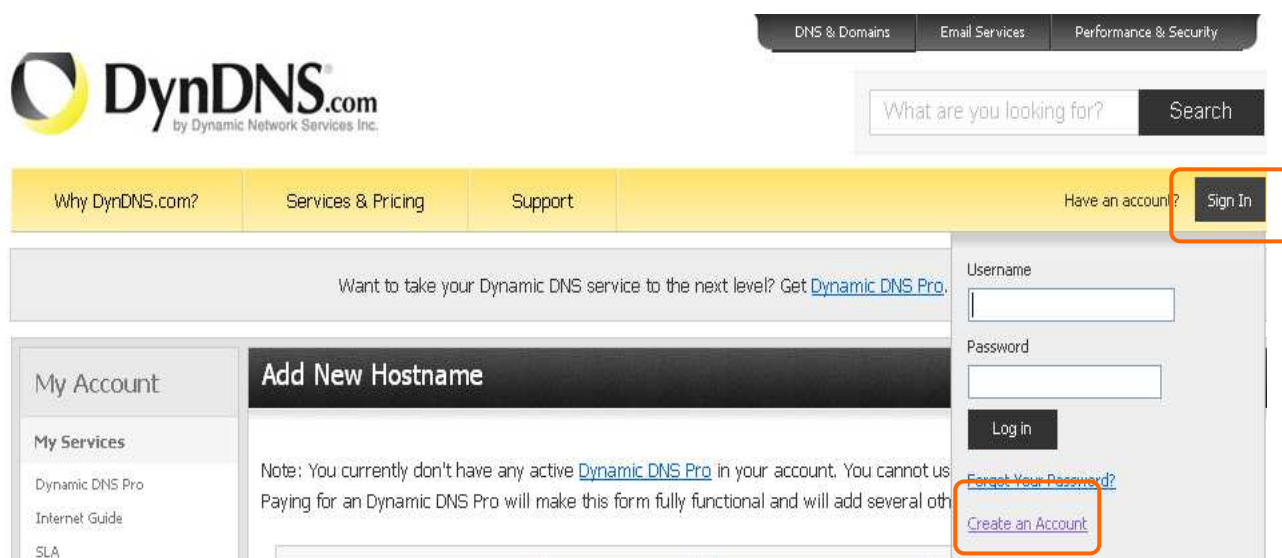 DNS & Domains Email Services Performance & Security
DynDNS.com
by Dynamic Network Services Inc.
What are you looking for? Search
Why DynDNS.com? Services & Pricing Support Have an account? Sign In
Want to take your Dynamic DNS service to the next level? Get Dynamic DNS Pro.
Username
Password
Log in
Forgot Your Password?
Create an Account
My Account
My Services
Dynamic DNS Pro
Internet Guide
SLA
Add New Hostname
Note: You currently don't have any active Dynamic DNS Pro in your account. You cannot us
Paying for an Dynamic DNS Pro will make this form fully functional and will add several oth